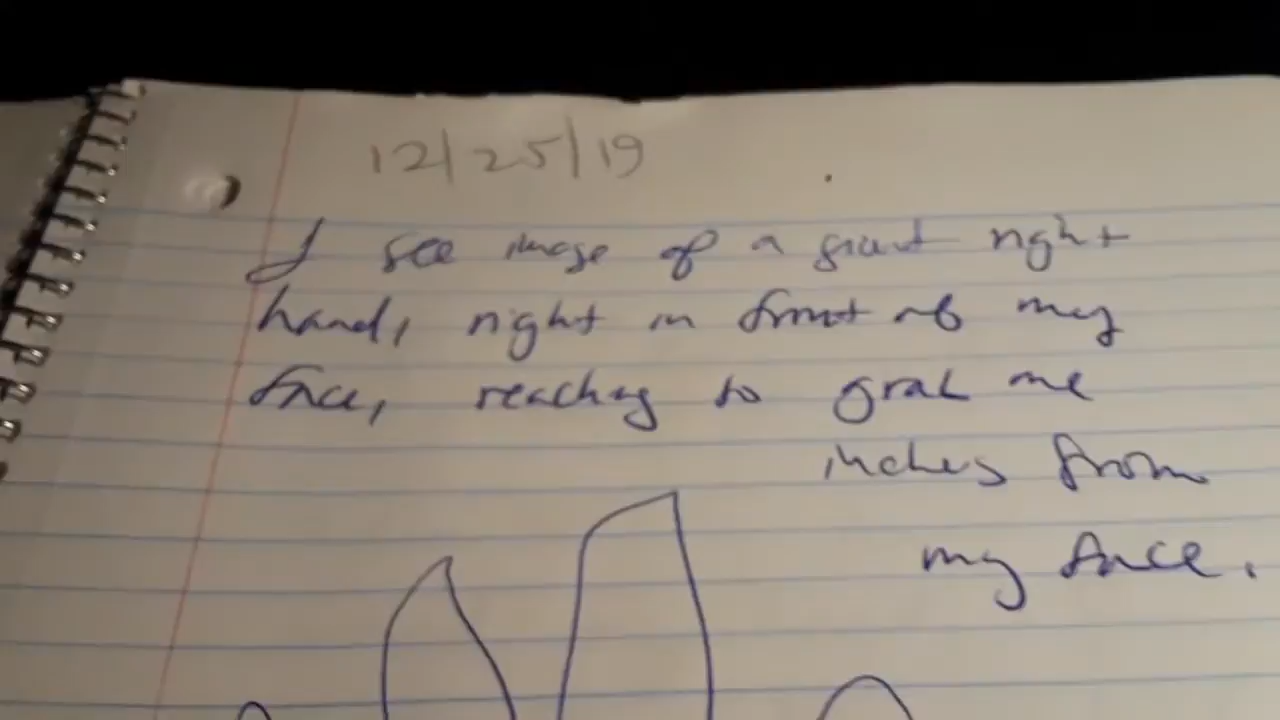 12/25/19
I see image of a giant right
hand, right in front of my
face, reaching to grab me
inches from
my face.